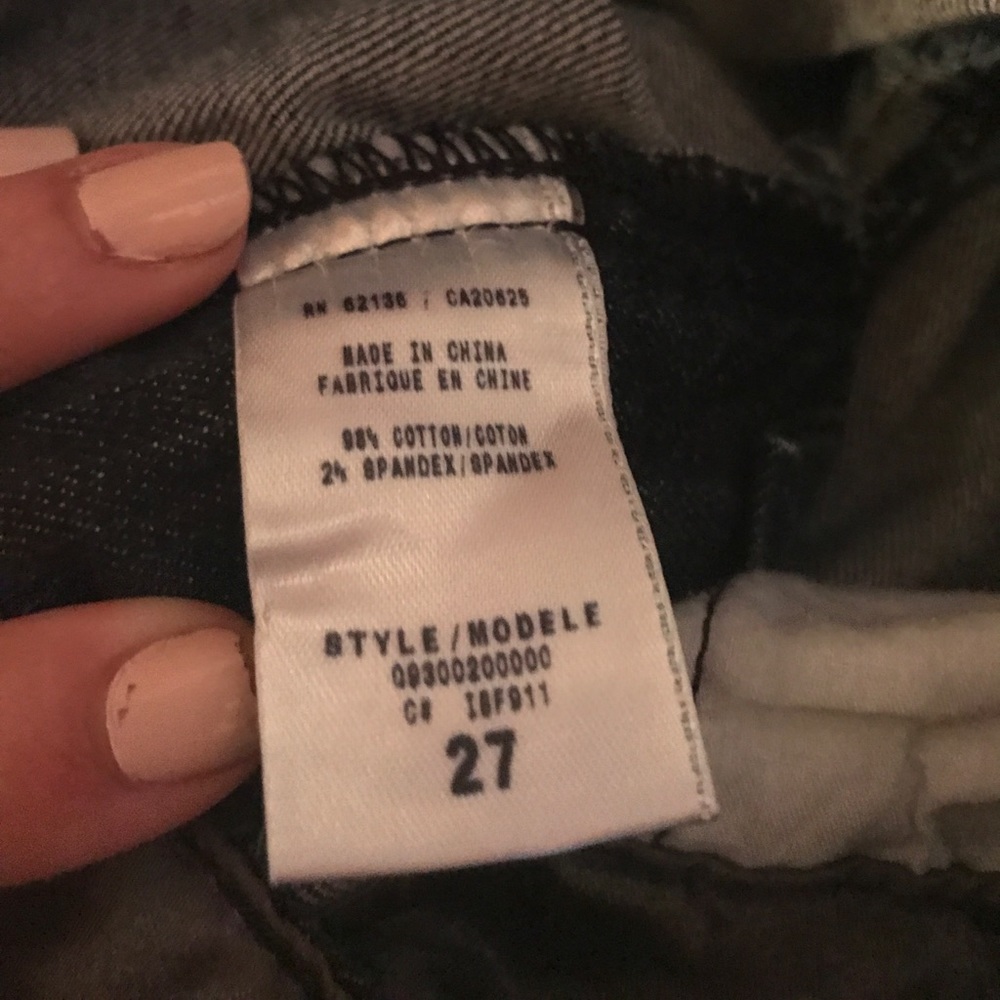 RN 62136 / CA20625
MADE IN CHINA
FABRIQUE EN CHINE
98% COTTON/COTON
2% SPANDEX/SPANDEX
STYLE/MODELE
09300200000
C# ISF911
27